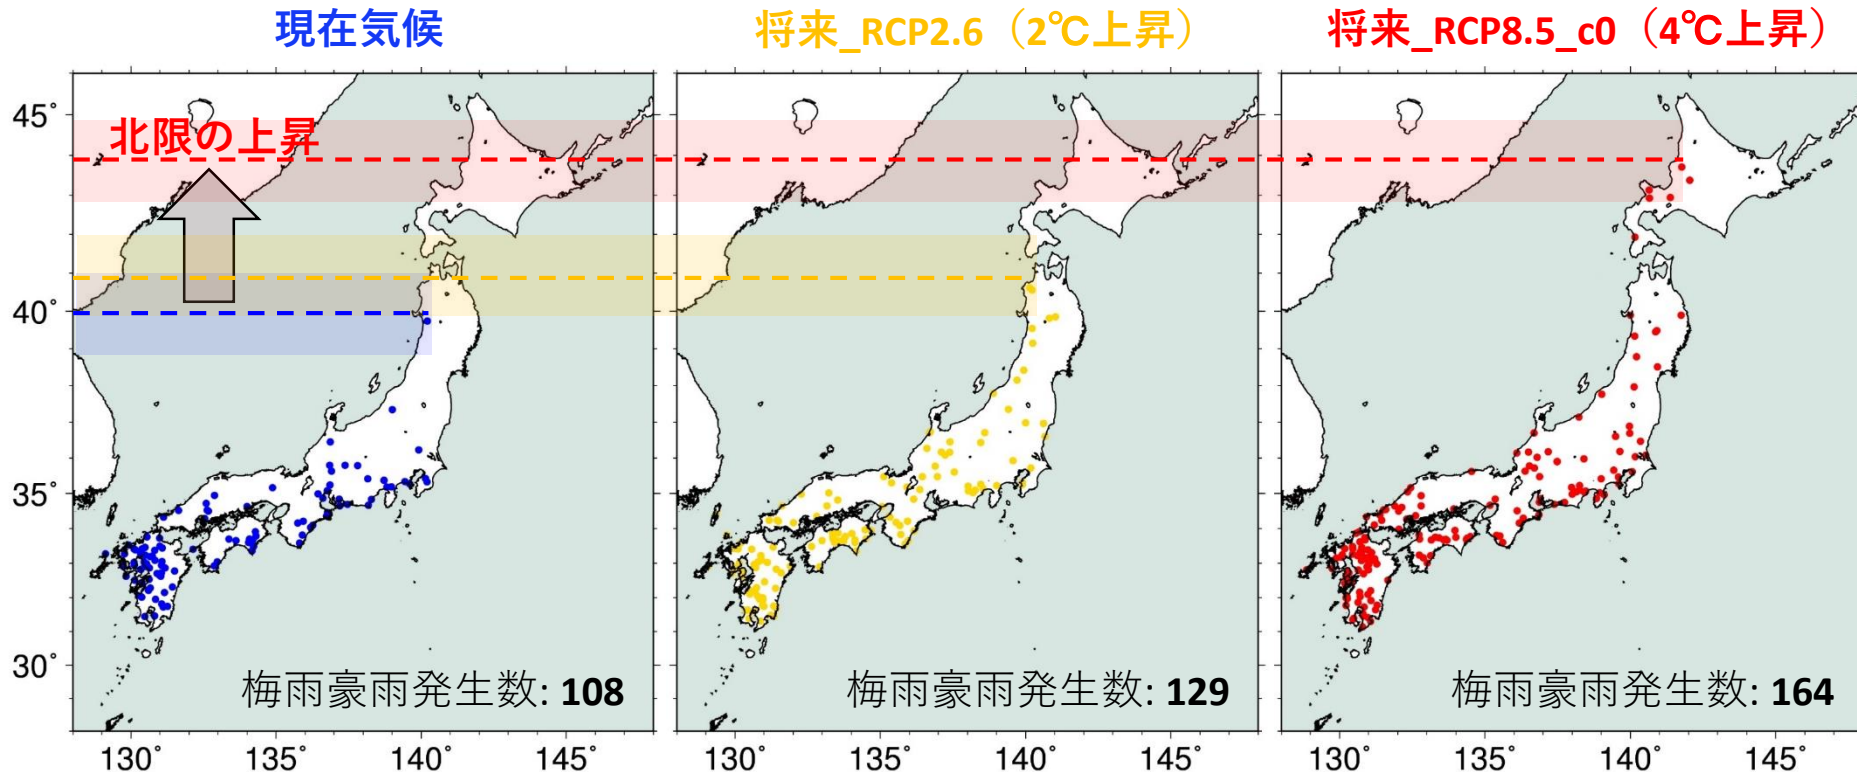 現在気候
将来_RCP2.6（2℃上昇）
将来_RCP8.5_c0（4℃上昇）
45°
40°
35°
30°
北限の上昇
梅雨豪雨発生数: 108
梅雨豪雨発生数: 129
梅雨豪雨発生数: 164
130° 135° 140° 145°
130° 135° 140° 145°
130° 135° 140° 145°